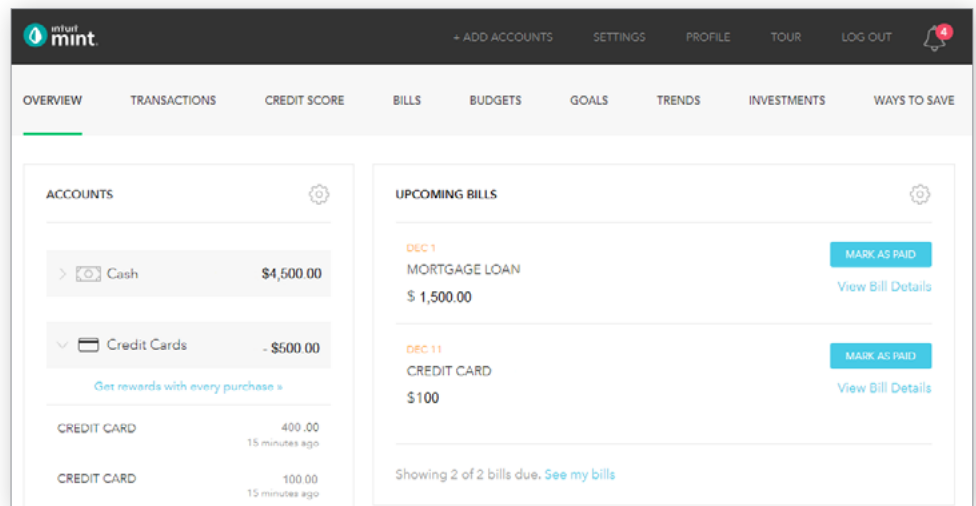 intuit
mint.
+ ADD ACCOUNTS SETTINGS PROFILE TOUR LOG OUT 4
OVERVIEW TRANSACTIONS CREDIT SCORE BILLS BUDGETS GOALS TRENDS INVESTMENTS WAYS TO SAVE
ACCOUNTS
Cash $4,500.00
Credit Cards - $500.00
Get rewards with every purchase »
CREDIT CARD 400 .00
15 minutes ago
CREDIT CARD 100.00
15 minutes ago
UPCOMING BILLS
DEC 1
MORTGAGE LOAN
$ 1,500.00
MARK AS PAID
View Bill Details
DEC 11
CREDIT CARD
$100
MARK AS PAID
View Bill Details
Showing 2 of 2 bills due. See my bills